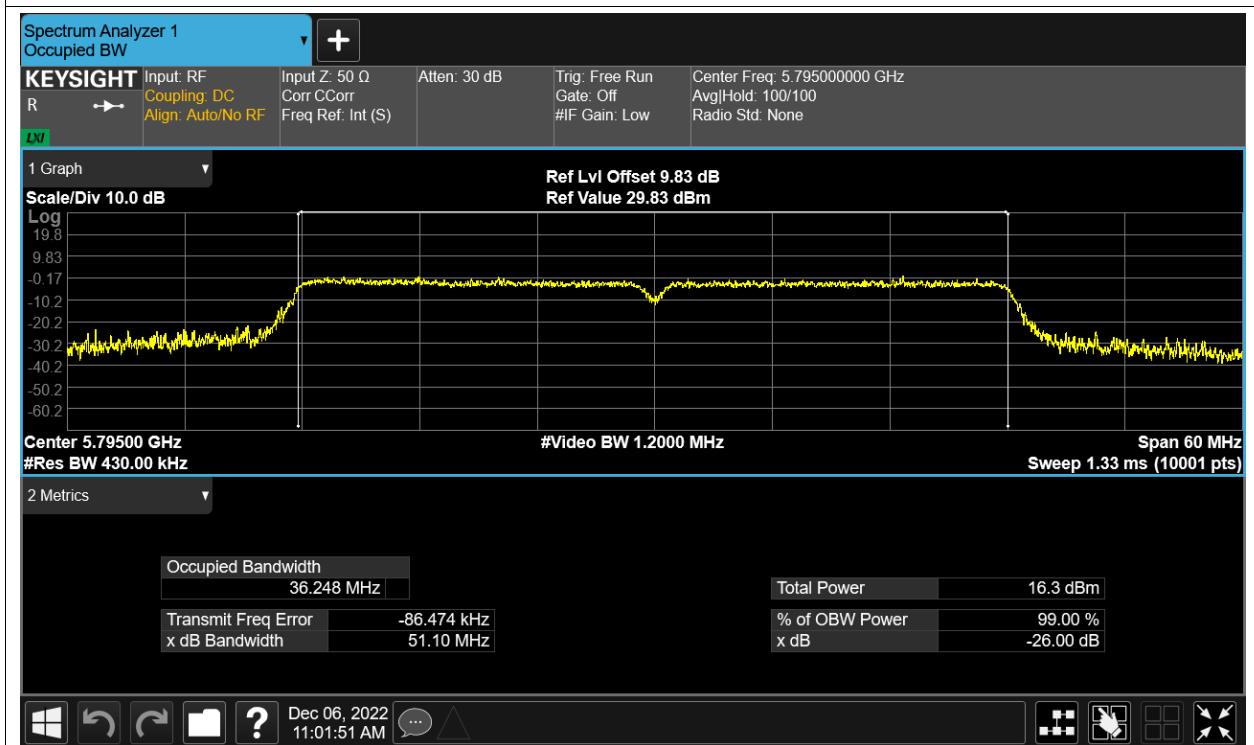 Spectrum Analyzer 1
Occupied BW
KEYSIGHT
R
LXI
Input: RF
Coupling: DC
Align: Auto/No RF
Input Z: 50 Ω
Corr CCorr
Freq Ref: Int (S)
Atten: 30 dB
Trig: Free Run
Gate: Off
#IF Gain: Low
Center Freq: 5.795000000 GHz
Avg|Hold: 100/100
Radio Std: None
1 Graph
Scale/Div 10.0 dB
Ref Lvl Offset 9.83 dB
Ref Value 29.83 dBm
Log
19.8
9.83
-0.17
-10.2
-20.2
-30.2
-40.2
-50.2
-60.2
Center 5.79500 GHz
#Res BW 430.00 kHz
#Video BW 1.2000 MHz
Span 60 MHz
Sweep 1.33 ms (10001 pts)
2 Metrics
Occupied Bandwidth
36.248 MHz
Transmit Freq Error -86.474 kHz
x dB Bandwidth 51.10 MHz
Total Power 16.3 dBm
% of OBW Power 99.00 %
x dB -26.00 dB
?
Dec 06, 2022
11:01:51 AM